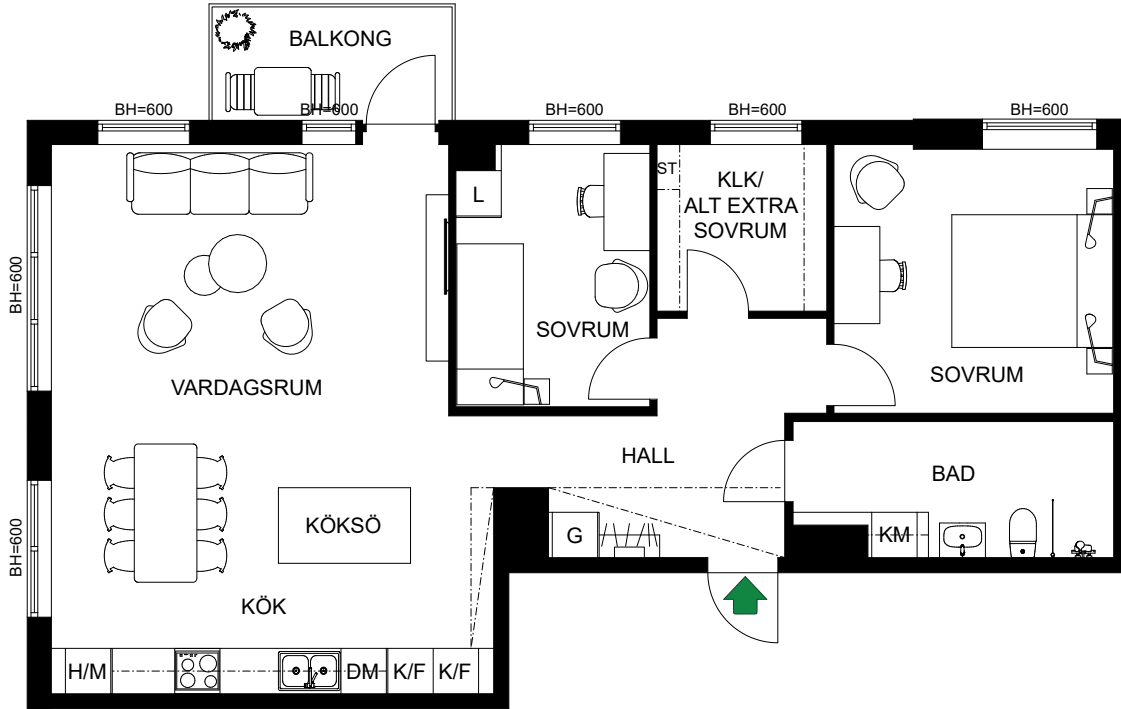 BALKONG
BH=600
BH=600
BH=600
BH=600
BH=600
ST
KLK/
ALT EXTRA
SOVRUM
L
BH=600
SOVRUM
SOVRUM
VARDAGSRUM
HALL
BAD
KÖKSÖ
G
KM
BH=600
KÖK
H/M
DM
K/F
K/F